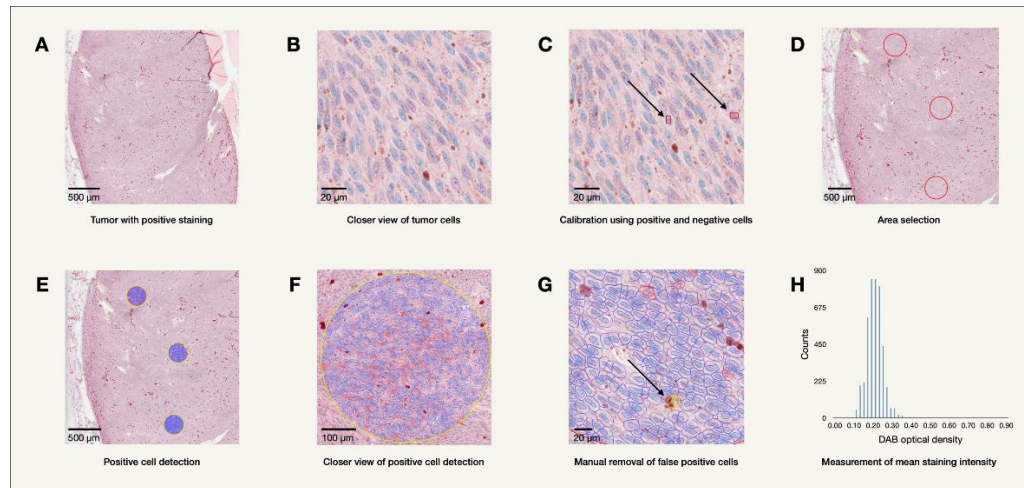 A
B
C
D
500 μm
20 μm
20 μm
500 μm
Tumor with positive staining
Closer view of tumor cells
Calibration using positive and negative cells
Area selection
E
F
G
H
500 μm
100 μm
20 μm
900
675
450
225
0
Counts
0.00 0.10 0.20 0.30 0.40 0.50 0.60 0.70 0.80 0.90
DAB optical density
Positive cell detection
Closer view of positive cell detection
Manual removal of false positive cells
Measurement of mean staining intensity